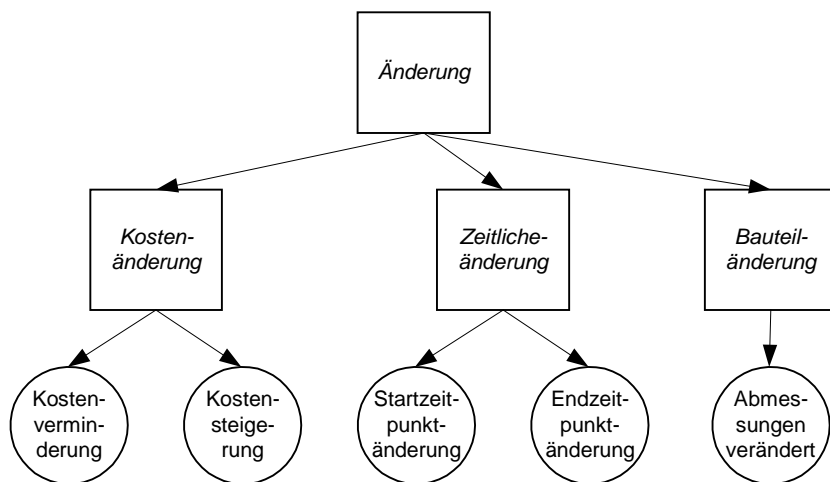 Änderung
Kosten-
änderung
Zeitliche-
änderung
Bauteil-
änderung
Kosten-
vermin-
derung
Kosten-
steige-
rung
Startzeit-
punkt-
änderung
Endzeit-
punkt-
änderung
Abmes-
sungen
verändert